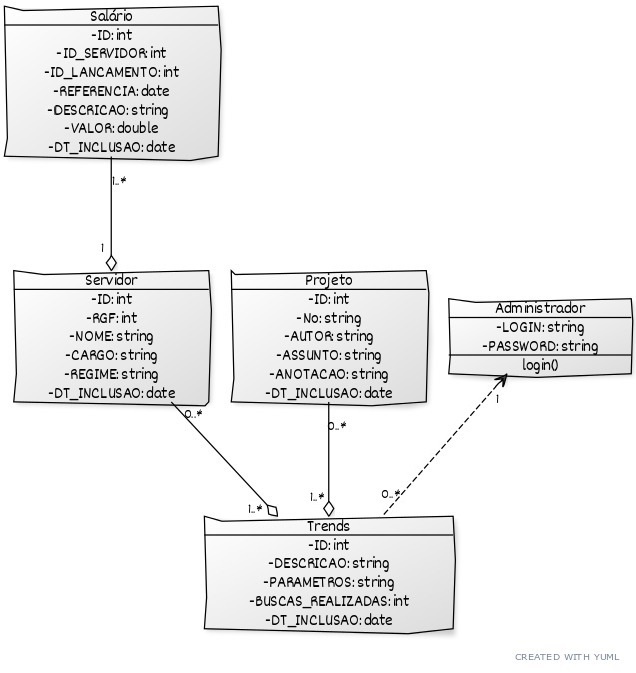 Salário
-ID: int
-ID_SERVIDOR: int
-ID_LANCAMENTO: int
-REFERENCIA: date
-DESCRICAO: string
-VALOR: double
-DT_INCLUSAO: date
1..*
1
Servidor
-ID: int
-RGF: int
-NOME: string
-CARGO: string
-REGIME: string
-DT_INCLUSAO: date
Projeto
-ID: int
-No: string
-AUTOR: string
-ASSUNTO: string
-ANOTACAO: string
-DT_INCLUSAO: date
Administrador
-LOGIN: string
-PASSWORD: string
login()
0..*
0..*
1
1..*
1..*
0..*
Trends
-ID: int
-DESCRICAO: string
-PARAMETROS: string
-BUSCAS_REALIZADAS: int
-DT_INCLUSAO: date
CREATED WITH YUML